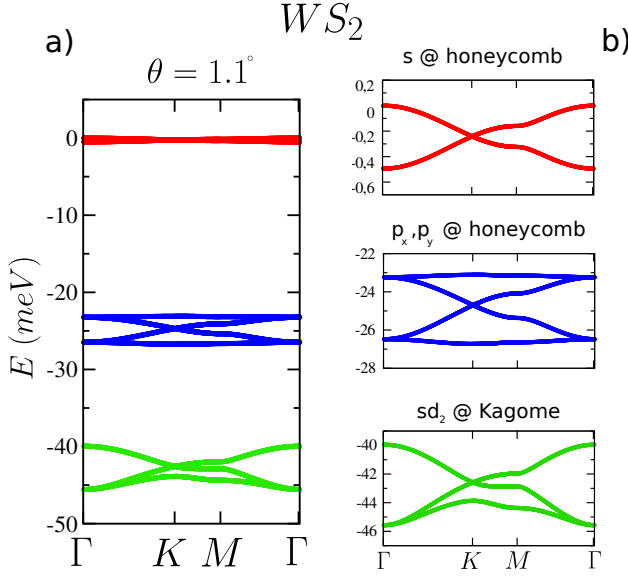 WS₂
a)
θ = 1.1°
0
-10
-20
-30
-40
-50
E (meV)
Γ K M Γ
b)
s @ honeycomb
0,2
0
-0,2
-0,4
-0,6
pₓ,p_y @ honeycomb
-22
-24
-26
-28
sd₂ @ Kagome
-40
-42
-44
-46
Γ K M Γ